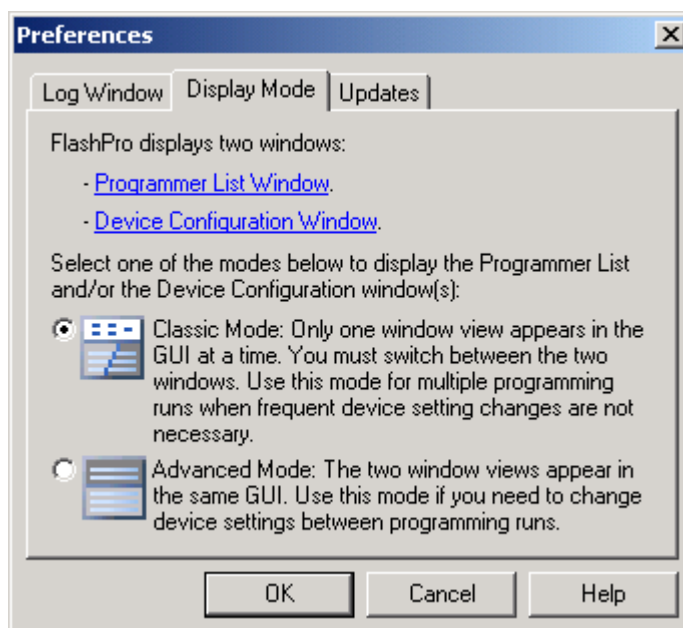 Preferences
Log Window
Display Mode
Updates
FlashPro displays two windows:
- Programmer List Window.
- Device Configuration Window.
Select one of the modes below to display the Programmer List
and/or the Device Configuration window(s):
Classic Mode: Only one window view appears in the
GUI at a time. You must switch between the two
windows. Use this mode for multiple programming
runs when frequent device setting changes are not
necessary.
Advanced Mode: The two window views appear in
the same GUI. Use this mode if you need to change
device settings between programming runs.
OK
Cancel
Help